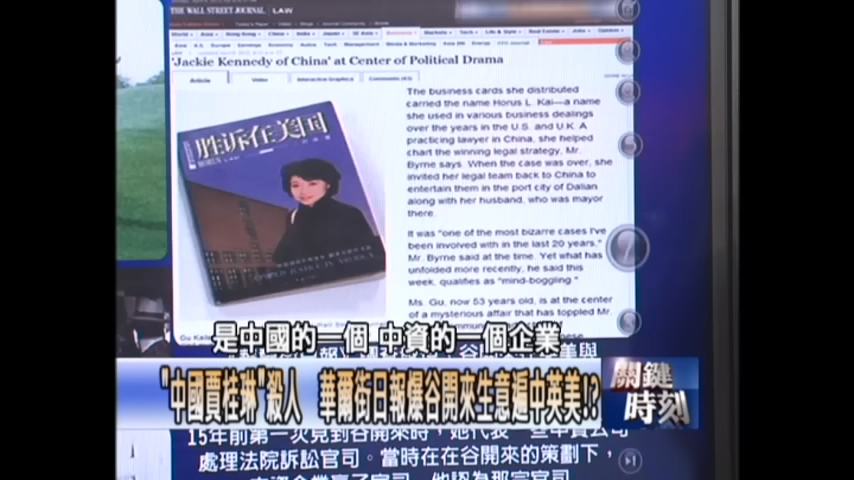 THE WALL STREET JOURNAL | LAW
'Jackie Kennedy of China' at Center of Political Drama
Article
Video
Interactive Graphics
Comments (43)
胜诉在美国
The business cards she distributed
carried the name Horus L. Kai—a name
she used in various business dealings
over the years in the U.S. and U.K. A
practicing lawyer in China, she helped
chart the winning legal strategy, Mr.
Byrne says. When the case was over, she
invited her legal team back to China to
entertain them in the port city of Dalian
along with her husband, who was mayor
there.
It was "one of the most bizarre cases I've
been involved with in the last 20 years,"
Mr. Byrne said at the time. Yet what has
unfolded more recently, he said this
week, qualifies as "mind-boggling."
Ms. Gu, now 53 years old, is at the center
of a mysterious affair that has toppled Mr.
是中國的一個 中資的一個企業
"中國賈桂琳"殺人 華爾街日報爆谷開來生意遍中英美!?
關鍵
時刻
15年前第一次見到谷開來時，她代表一些中資公司
處理法院訴訟官司。當時在在谷開來的策劃下，